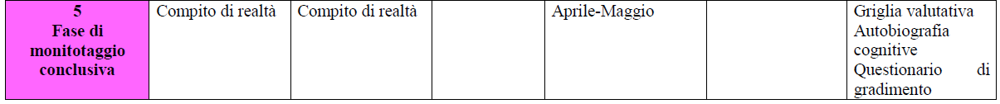 5
Fase di
monitotaggio
conclusiva
Compito di realtà
Compito di realtà
Aprile-Maggio
Griglia valutativa
Autobiografia
cognitive
Questionario di
gradimento